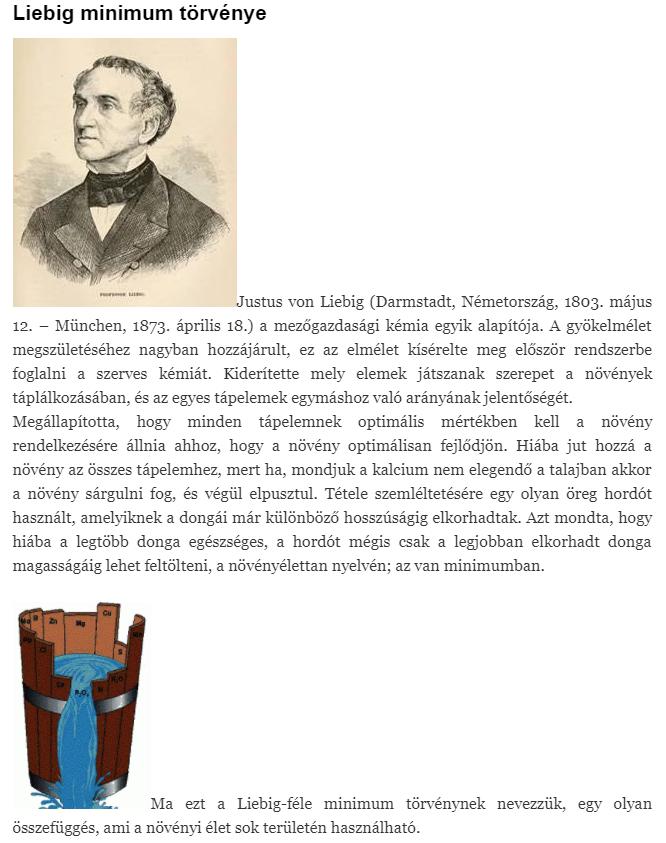 Liebig minimum törvénye
PROFESSOR LIEBIG.
Justus von Liebig (Darmstadt, Németország, 1803. május
12. – München, 1873. április 18.) a mezőgazdasági kémia egyik alapítója. A gyökelmélet
megszületéséhez nagyban hozzájárult, ez az elmélet kísérelte meg először rendszerbe
foglalni a szerves kémiát. Kiderítette mely elemek játszanak szerepet a növények
táplálkozásában, és az egyes tápelemek egymáshoz való arányának jelentőségét.
Megállapította, hogy minden tápelemnek optimális mértékben kell a növény
rendelkezésére állnia ahhoz, hogy a növény optimálisan fejlődjön. Hiába jut hozzá a
növény az összes tápelemhez, mert ha, mondjuk a kalcium nem elegendő a talajban akkor
a növény sárgulni fog, és végül elpusztul. Tétele szemléltetésére egy olyan öreg hordót
használt, amelyiknek a dongái már különböző hosszúságig elkorhadtak. Azt mondta, hogy
hiába a legtöbb donga egészséges, a hordót mégis csak a legjobban elkorhadt donga
magasságáig lehet feltölteni, a növényélettan nyelvén; az van minimumban.
Zn Mg Cu
S
P₂O₅ N K₂O
Ma ezt a Liebig-féle minimum törvénynek nevezzük, egy olyan
összefüggés, ami a növényi élet sok területén használható.